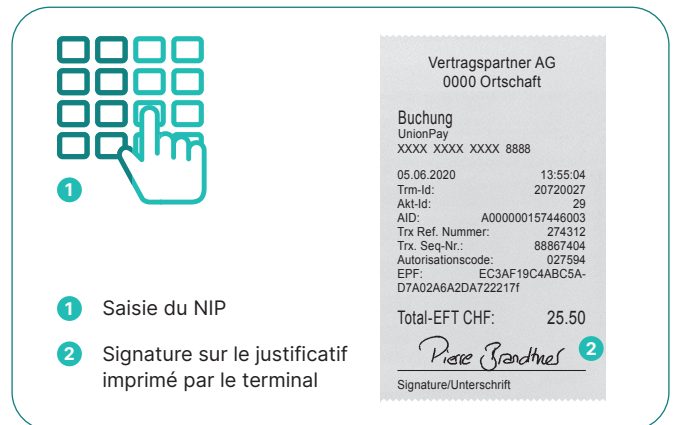 1
1 Saisie du NIP
2 Signature sur le justificatif
imprimé par le terminal
Vertragspartner AG
0000 Ortschaft
Buchung
UnionPay
XXXX XXXX XXXX 8888
05.06.2020 13:55:04
Trm-Id: 20720027
Akt-Id: 29
AID: A000000157446003
Trx Ref. Nummer: 274312
Trx. Seq-Nr.: 88867404
Autorisationscode: 027594
EPF: EC3AF19C4ABC5A-
D7A02A6A2DA722217f
Total-EFT CHF: 25.50
Pierre Brandtner 2
Signature/Unterschrift